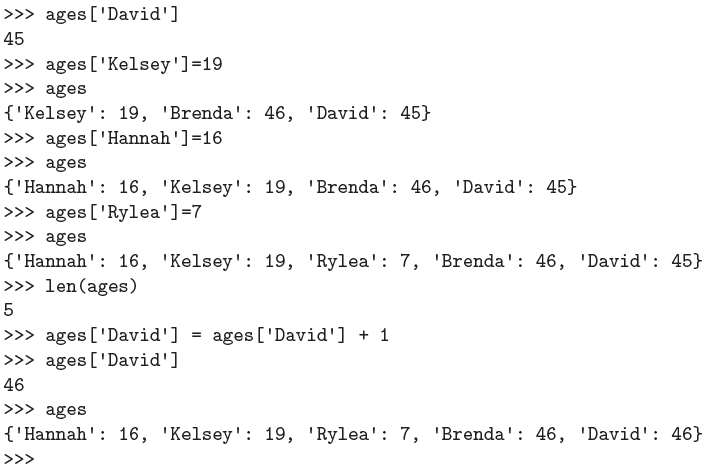 >>> ages['David']
45
>>> ages['Kelsey']=19
>>> ages
{'Kelsey': 19, 'Brenda': 46, 'David': 45}
>>> ages['Hannah']=16
>>> ages
{'Hannah': 16, 'Kelsey': 19, 'Brenda': 46, 'David': 45}
>>> ages['Rylea']=7
>>> ages
{'Hannah': 16, 'Kelsey': 19, 'Rylea': 7, 'Brenda': 46, 'David': 45}
>>> len(ages)
5
>>> ages['David'] = ages['David'] + 1
>>> ages['David']
46
>>> ages
{'Hannah': 16, 'Kelsey': 19, 'Rylea': 7, 'Brenda': 46, 'David': 46}
>>>